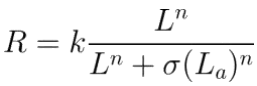 R = k \frac{L^n}{L^n + \sigma(L_a)^n}